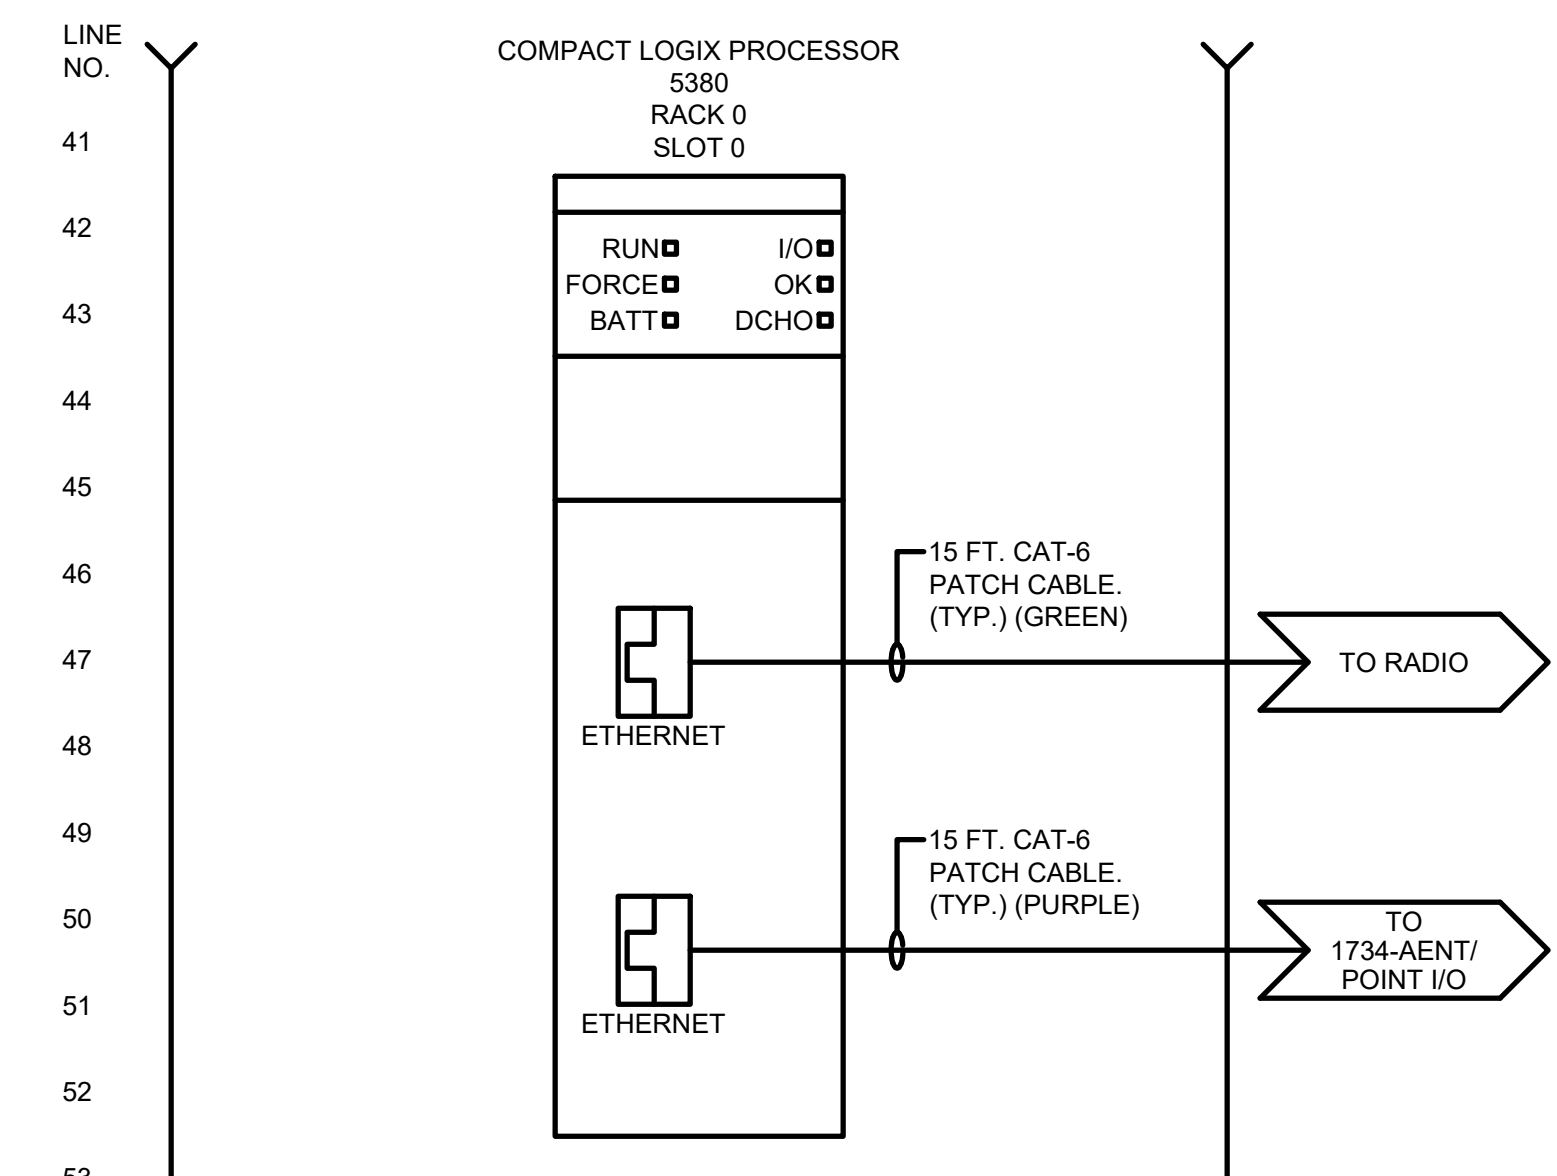 LINE
NO.
COMPACT LOGIX PROCESSOR
5380
RACK 0
SLOT 0
41
42
RUN I/O
FORCE OK
43
BATT DCHO
44
45
15 FT. CAT-6
PATCH CABLE.
(TYP.) (GREEN)
46
47
TO RADIO
ETHERNET
48
49
15 FT. CAT-6
PATCH CABLE.
(TYP.) (PURPLE)
50
TO
1734-AENT/
POINT I/O
51
ETHERNET
52
53